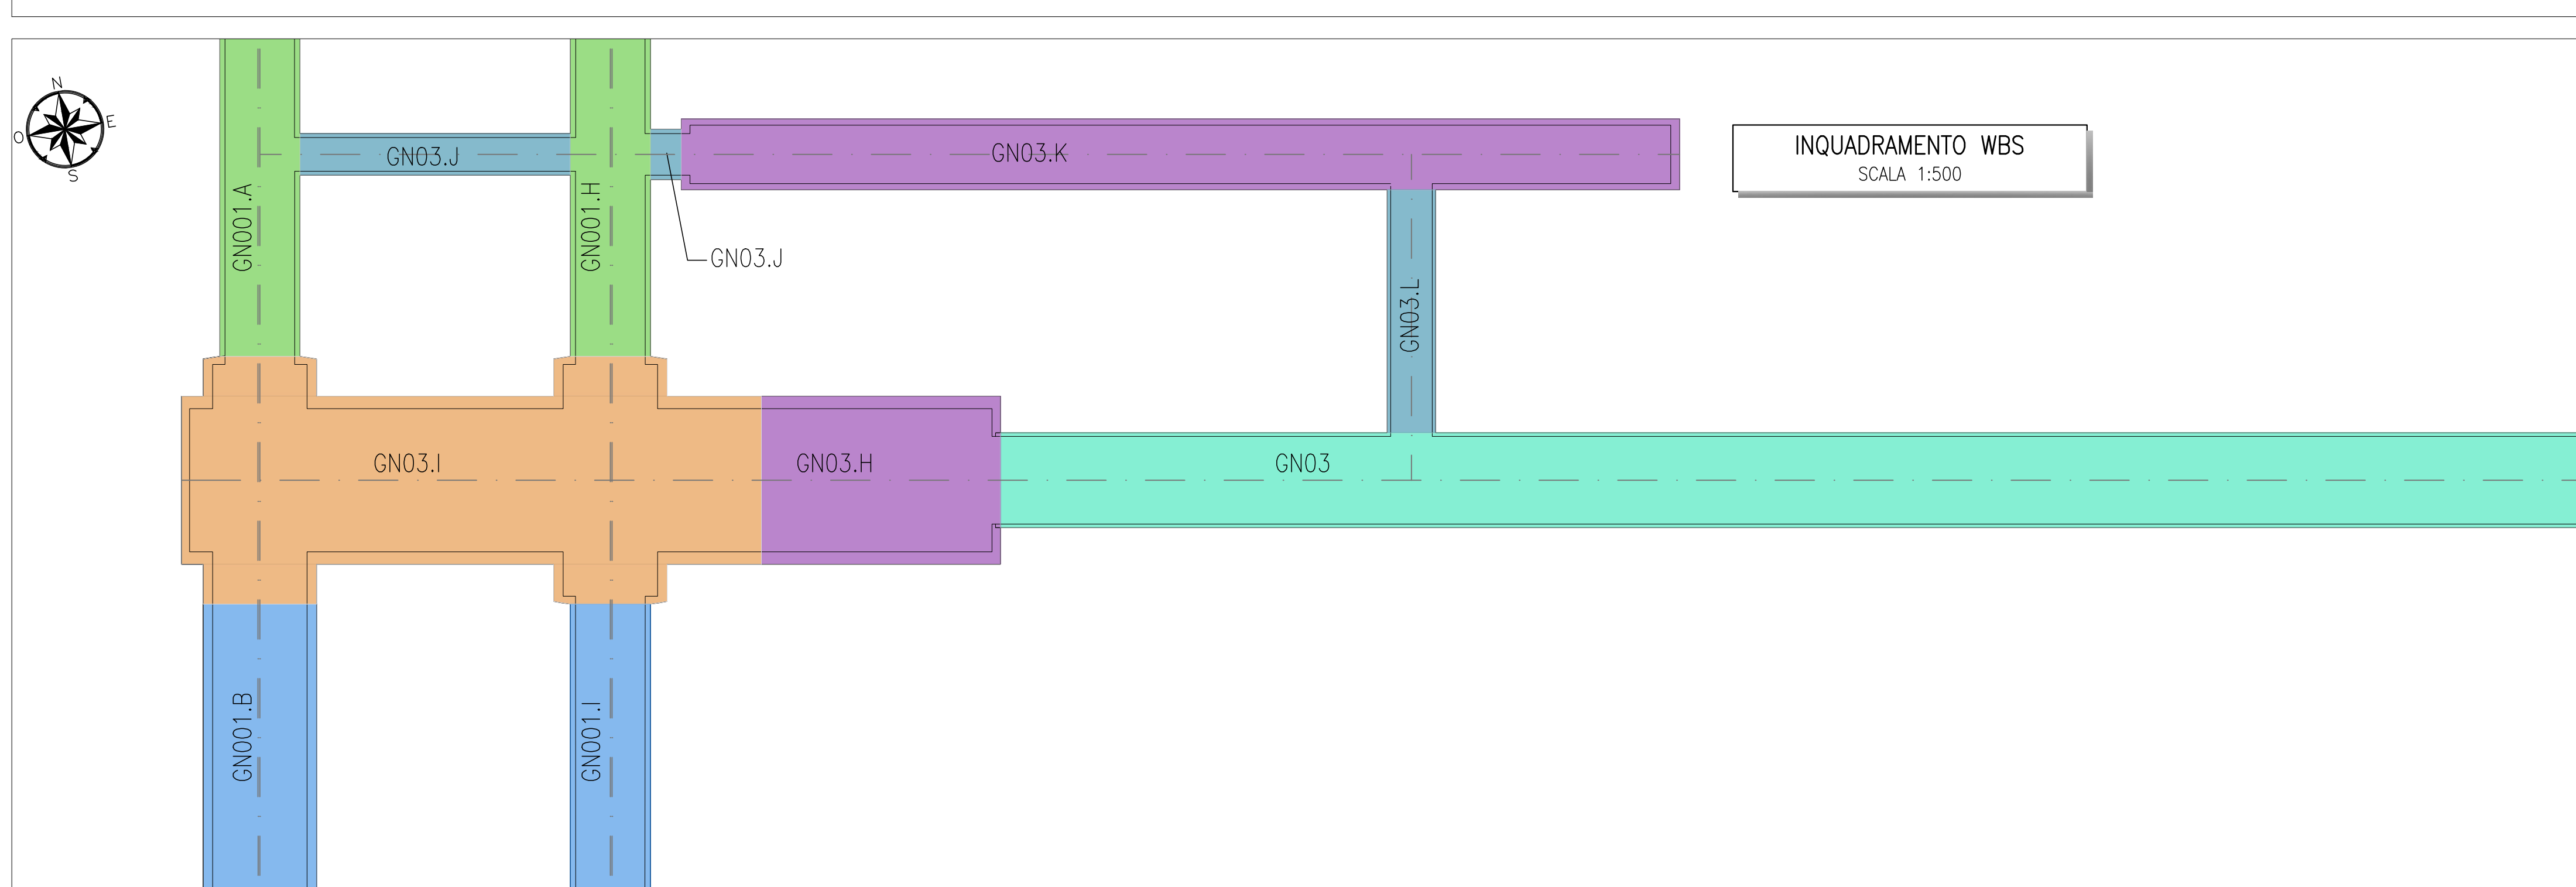 N
E
O
S
GN03.J
GN03.K
INQUADRAMENTO WBS
SCALA 1:500
GN001.A
GN001.H
GN03.J
GN03.L
GN03.I
GN03.H
GN03
GN001.B
GN001.I